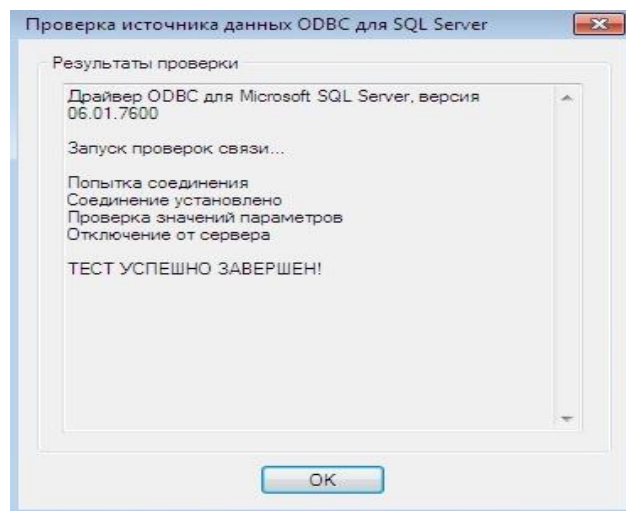 Проверка источника данных ODBC для SQL Server
Результаты проверки
Драйвер ODBC для Microsoft SQL Server, версия
06.01.7600
Запуск проверок связи...
Попытка соединения
Соединение установлено
Проверка значений параметров
Отключение от сервера
ТЕСТ УСПЕШНО ЗАВЕРШЕН!
OK